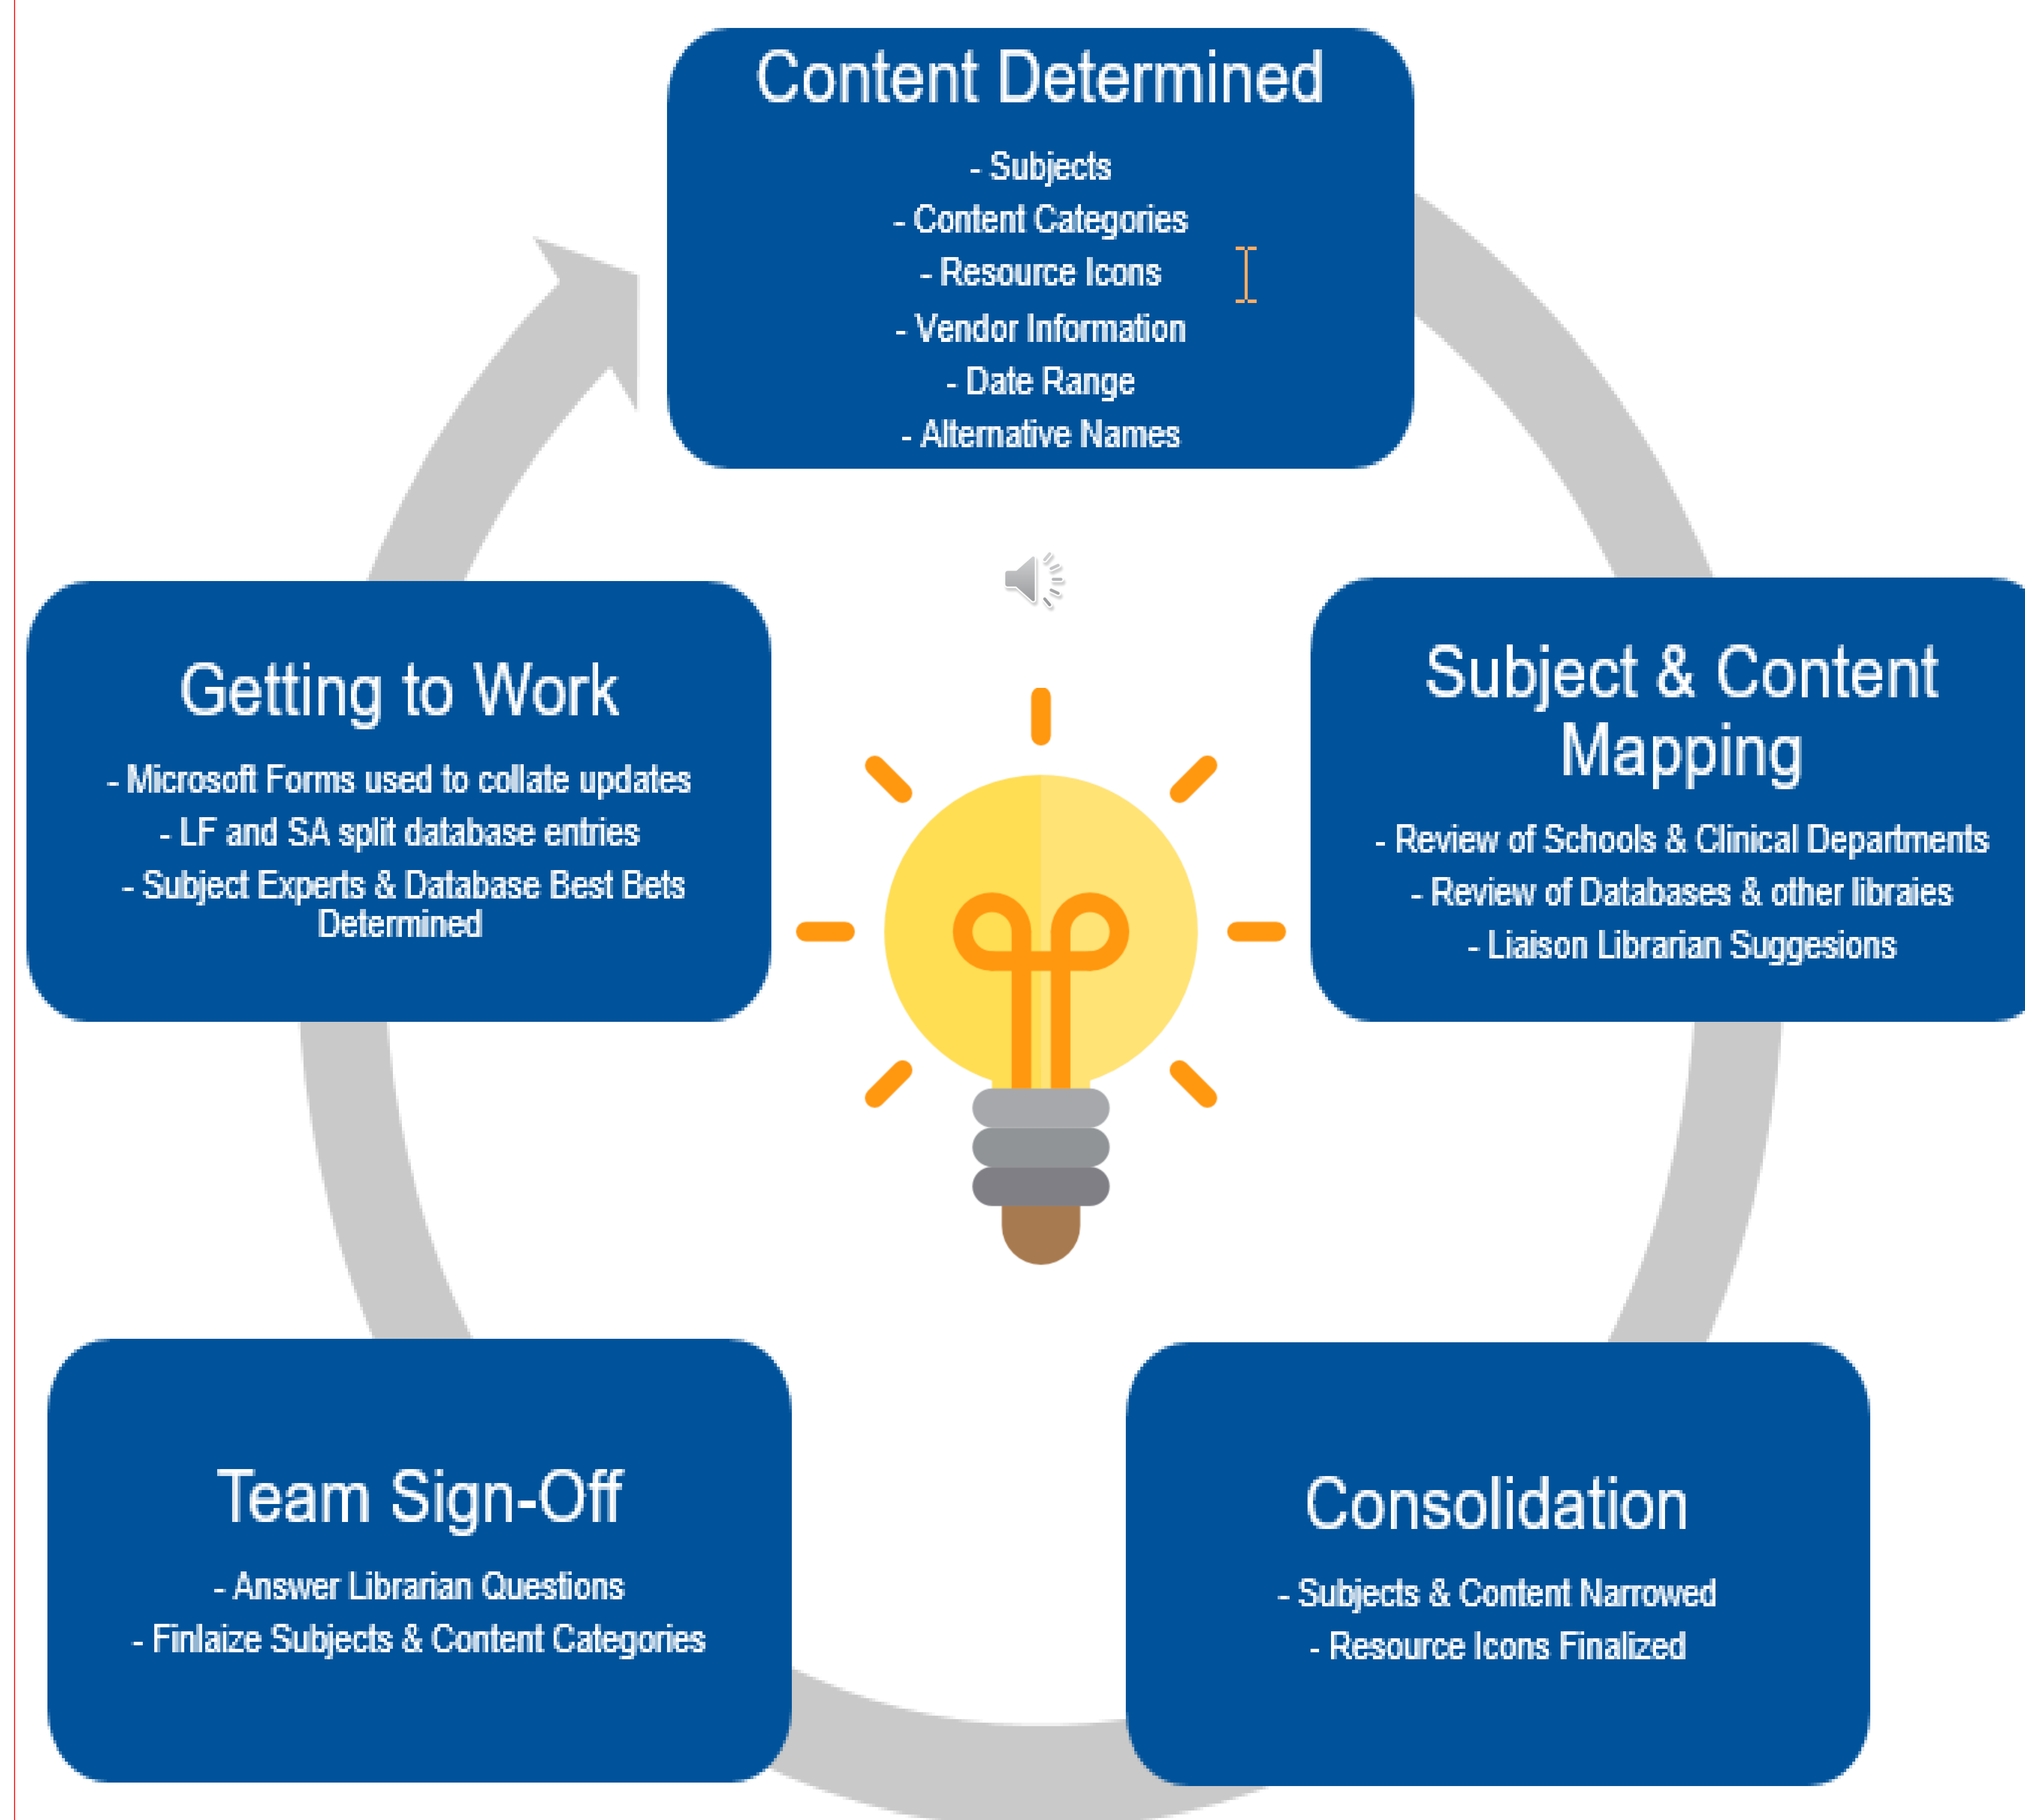 Content Determined
- Subjects
- Content Categories
- Resource Icons
- Vendor Information
- Date Range
- Alternative Names
Subject & Content
Mapping
- Review of Schools & Clinical Departments
- Review of Databases & other libraies
- Liaison Librarian Suggesions
Consolidation
- Subjects & Content Narrowed
- Resource Icons Finalized
Team Sign-Off
- Answer Librarian Questions
- Finlaize Subjects & Content Categories
Getting to Work
- Microsoft Forms used to collate updates
- LF and SA split database entries
- Subject Experts & Database Best Bets
Determined